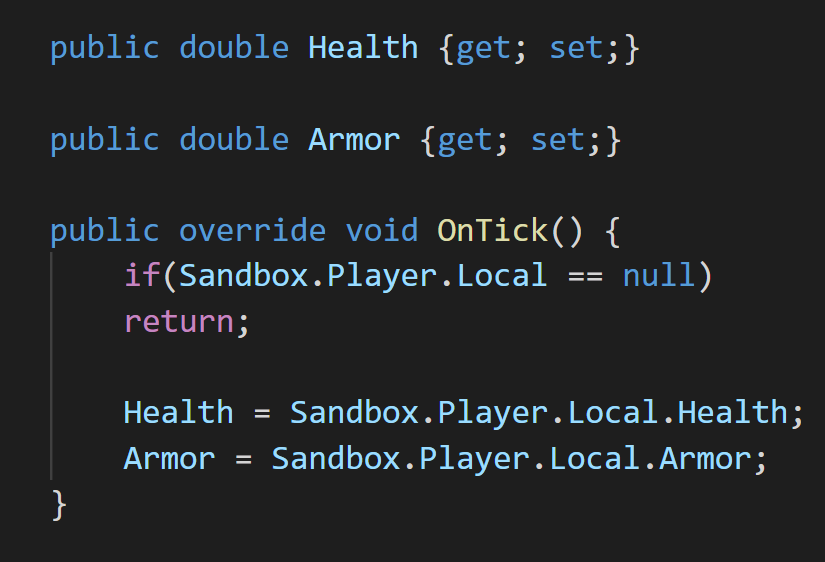 public double Health {get; set;}
public double Armor {get; set;}
public override void OnTick() {
if(Sandbox.Player.Local == null)
return;
Health = Sandbox.Player.Local.Health;
Armor = Sandbox.Player.Local.Armor;
}